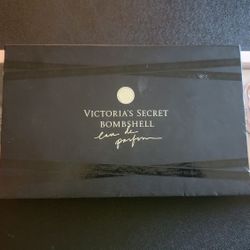 VICTORIA'S SECRET
BOMBSHELL
eau de
parfum